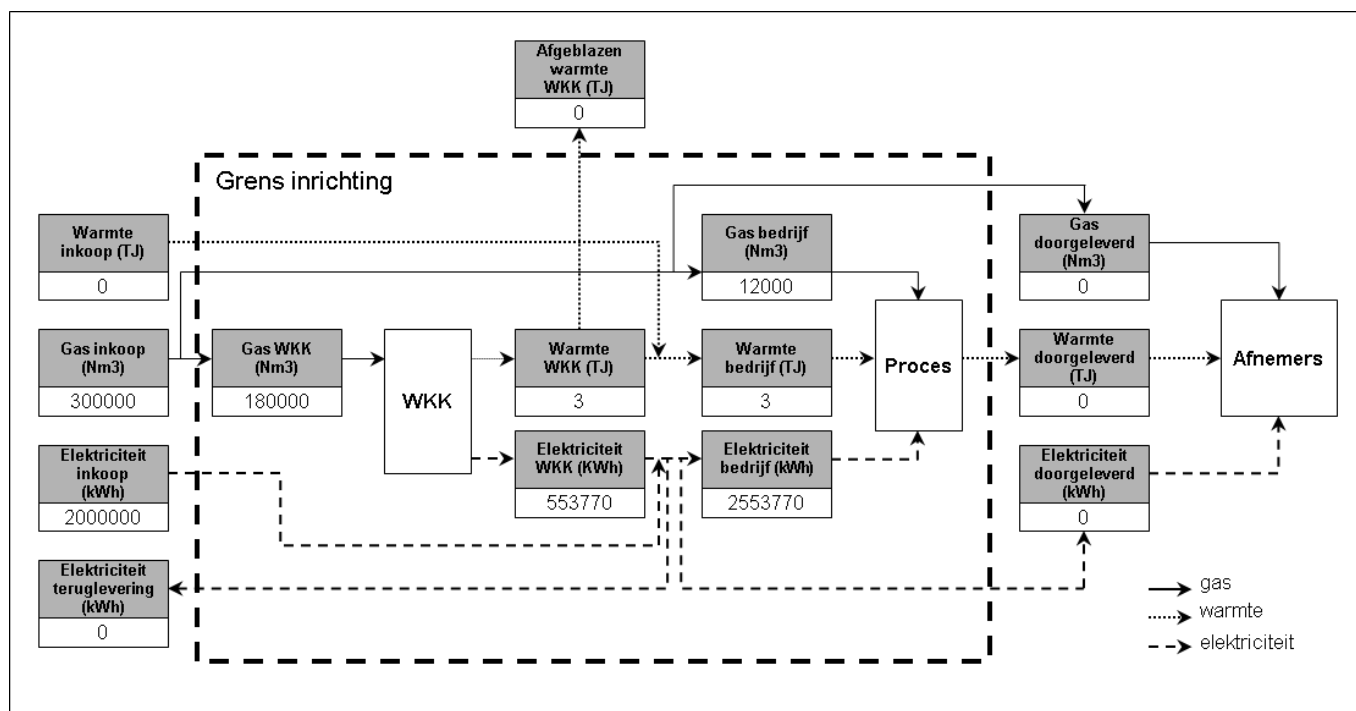 Afgeblazen
warmte
WKK (TJ)
0
Grens inrichting
Warmte
inkoop (TJ)
0
Gas bedrijf
(Nm3)
12000
Gas
doorgeleverd
(Nm3)
0
Gas inkoop
(Nm3)
300000
Gas WKK
(Nm3)
180000
WKK
Warmte
WKK (TJ)
3
Warmte
bedrijf (TJ)
3
Proces
Warmte
doorgeleverd
(TJ)
0
Afnemers
Elektriciteit
inkoop
(kWh)
2000000
Elektriciteit
WKK (KWh)
553770
Elektriciteit
bedrijf (kWh)
2553770
Elektriciteit
doorgeleverd
(kWh)
0
Elektriciteit
teruglevering
(kWh)
0
gas
warmte
elektriciteit